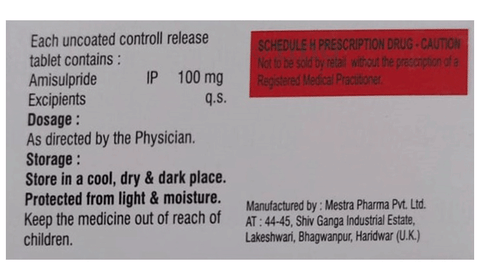 Each uncoated controll release
tablet contains :
Amisulpride IP 100 mg
Excipients q.s.
Dosage :
As directed by the Physician.
Storage :
Store in a cool, dry & dark place.
Protected from light & moisture.
Keep the medicine out of reach of
children.
SCHEDULE H PRESCRIPTION DRUG - CAUTION
Not to be sold by retail without the prescription of a
Registered Medical Practitioner.
Manufactured by : Mestra Pharma Pvt. Ltd.
AT : 44-45, Shiv Ganga Industrial Estate,
Lakeshwari, Bhagwanpur, Haridwar (U.K.)